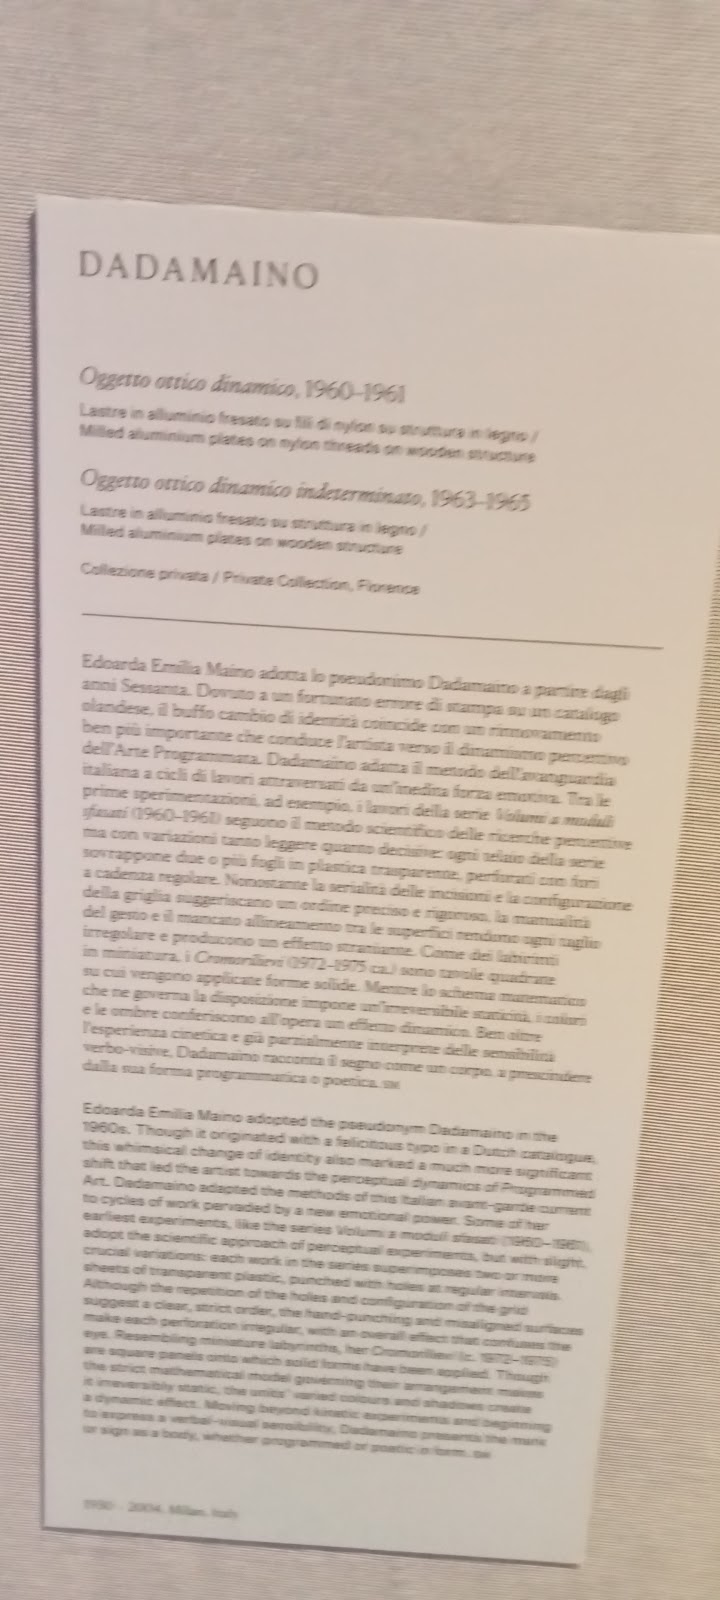 DADAMAINO
Oggetto ottico dinamico, 1960–1961
Lastre in alluminio fresato su fili di nylon su struttura in legno /
Milled aluminium plates on nylon threads on wooden structure
Oggetto ottico dinamico indeterminato, 1963–1965
Lastre in alluminio fresato su struttura in legno /
Milled aluminium plates on wooden structure
Collezione privata / Private Collection, Florence
Edoarda Emilia Maino adotta lo pseudonimo Dadamaino a partire dagli
anni Sessanta. Dovuto a un fortunato errore di stampa su un catalogo
olandese, il buffo cambio di identità coincide con un rinnovamento
ben più importante che conduce l'artista verso il dinamismo percettivo
dell'Arte Programmata. Dadamaino adatta il metodo dell'avanguardia
italiana a cicli di lavori attraversati da un'inedita forza emotiva. Tra le
prime sperimentazioni, ad esempio, i lavori della serie Volumi a moduli
sfasati (1960–1961) seguono il metodo scientifico delle ricerche percettive
ma con variazioni tanto leggere quanto decisive: ogni telaio della serie
sovrappone due o più fogli in plastica trasparente, perforati con fori
a cadenza regolare. Nonostante la serialità delle incisioni e la configurazione
della griglia suggeriscano un ordine preciso e rigoroso, la manualità
del gesto e il mancato allineamento tra le superfici rendono ogni taglio
irregolare e producono un effetto straniante. Come dei labirinti
in miniatura, i Cromorilievi (1972–1975 ca.) sono tavole quadrate
su cui vengono applicate forme solide. Mentre lo schema matematico
che ne governa la disposizione impone un'irreversibile staticità, i colori
e le ombre conferiscono all'opera un effetto dinamico. Ben oltre
l'esperienza cinetica e già parzialmente interprete delle sensibilità
verbo-visive, Dadamaino racconta il segno come un corpo, a prescindere
dalla sua forma programmatica o poetica.
Edoarda Emilia Maino adopted the pseudonym Dadamaino in the
1960s. Though it originated with a felicitous typo in a Dutch catalogue,
this whimsical change of identity also marked a much more significant
shift that led the artist towards the perceptual dynamics of Programmed
Art. Dadamaino adapted the methods of this Italian avant-garde current
to cycles of work pervaded by a new emotional power. Some of her
earliest experiments, like the series Volumi a moduli sfasati (1960–1961),
adopt the scientific approach of perceptual experiments, but with slight,
crucial variations: each work in the series superimposes two or more
sheets of transparent plastic, punched with holes at regular intervals.
Although the repetition of the holes and configuration of the grid
suggest a clear, strict order, the hand-punching and misaligned surfaces
make each perforation irregular, with an overall effect that confuses the
eye. Resembling miniature labyrinths, her Cromorilievi (c. 1972–1975)
are square panels onto which solid forms have been applied. Though
the strict mathematical model governing their arrangement makes
it irreversibly static, the units' varied colours and shadows create
a dynamic effect. Moving beyond kinetic experiments and beginning
to express a verbal-visual sensibility, Dadamaino presents the mark
or sign as a body, whether programmed or poetic in form.
1930 – 2004, Milan, Italy